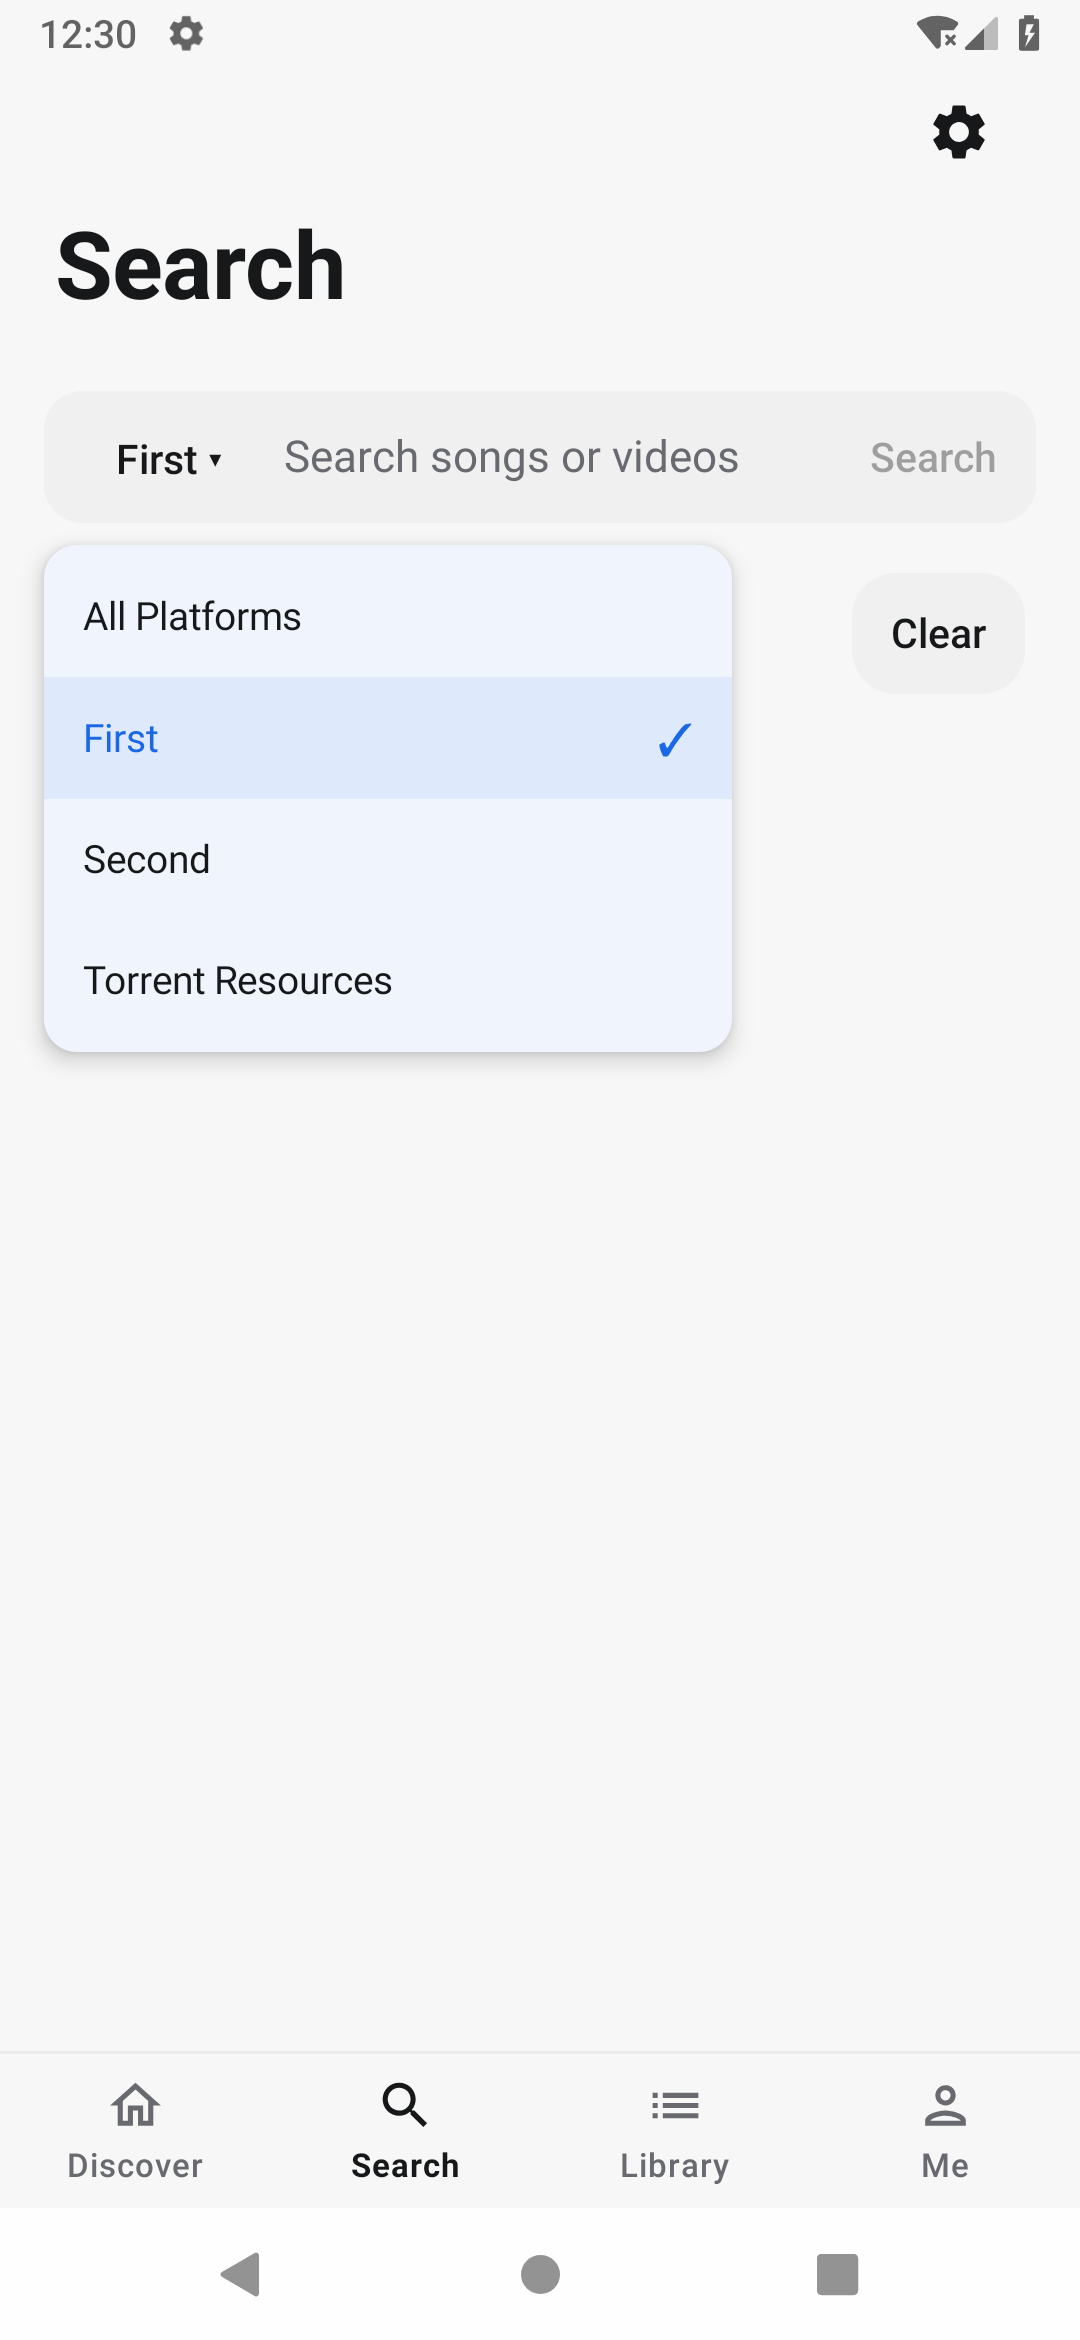 12:30
Search
First ▾ Search songs or videos Search
All Platforms
Clear
First ✓
Second
Torrent Resources
Discover Search Library Me